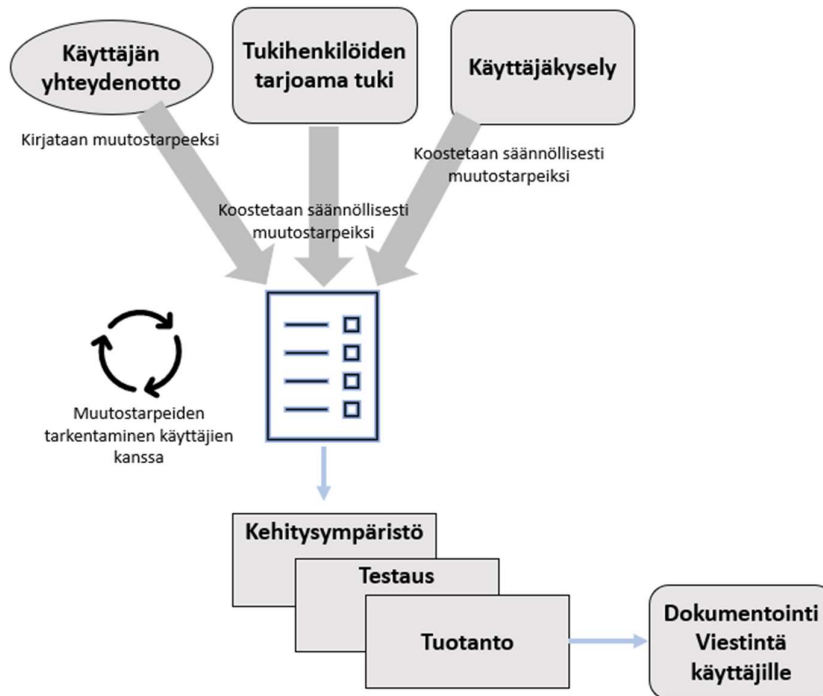 Käyttäjän
yhteydenotto
Tukihenkilöiden
tarjoama tuki
Käyttäjäkysely
Kirjataan muutostarpeeksi
Koostetaan säännöllisesti
muutostarpeiksi
Koostetaan säännöllisesti
muutostarpeiksi
Muutostarpeiden
tarkentaminen käyttäjien
kanssa
Kehitysympäristö
Testaus
Tuotanto
Dokumentointi
Viestintä
käyttäjille